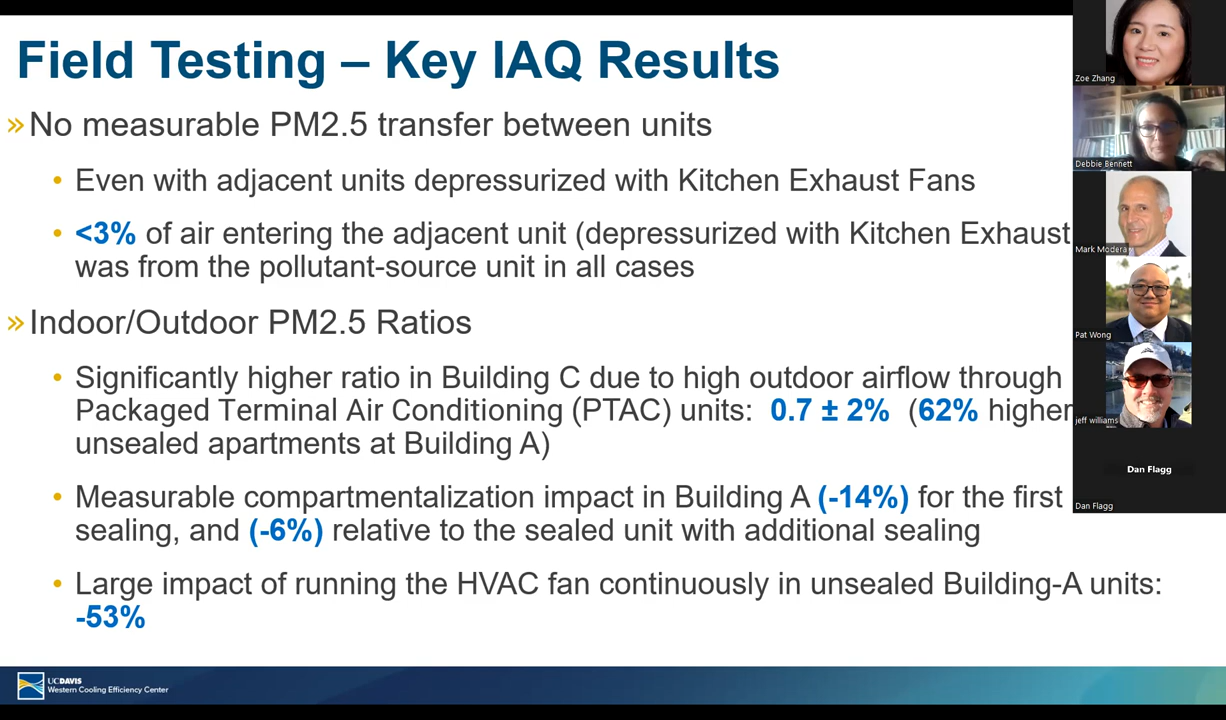 Field Testing – Key IAQ Results
» No measurable PM2.5 transfer between units
• Even with adjacent units depressurized with Kitchen Exhaust Fans
• <3% of air entering the adjacent unit (depressurized with Kitchen Exhaust
was from the pollutant-source unit in all cases
» Indoor/Outdoor PM2.5 Ratios
• Significantly higher ratio in Building C due to high outdoor airflow through
Packaged Terminal Air Conditioning (PTAC) units: 0.7 ± 2% (62% higher
unsealed apartments at Building A)
• Measurable compartmentalization impact in Building A (-14%) for the first
sealing, and (-6%) relative to the sealed unit with additional sealing
• Large impact of running the HVAC fan continuously in unsealed Building-A units:
-53%
UCDAVIS
Western Cooling Efficiency Center
Zoe Zhang
Debbie Bennett
Mark Modera
Pat Wong
jeff williams
Dan Flagg
Dan Flagg